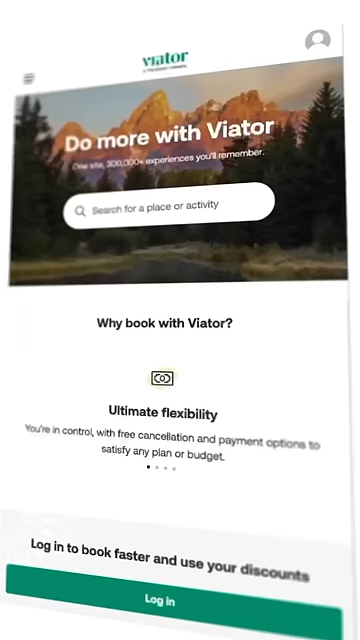 viator
a Tripadvisor company
Do more with Viator
One site, 300,000+ experiences you'll remember.
Search for a place or activity
Why book with Viator?
Ultimate flexibility
You're in control, with free cancellation and payment options to
satisfy any plan or budget.
Log in to book faster and use your discounts
Log in